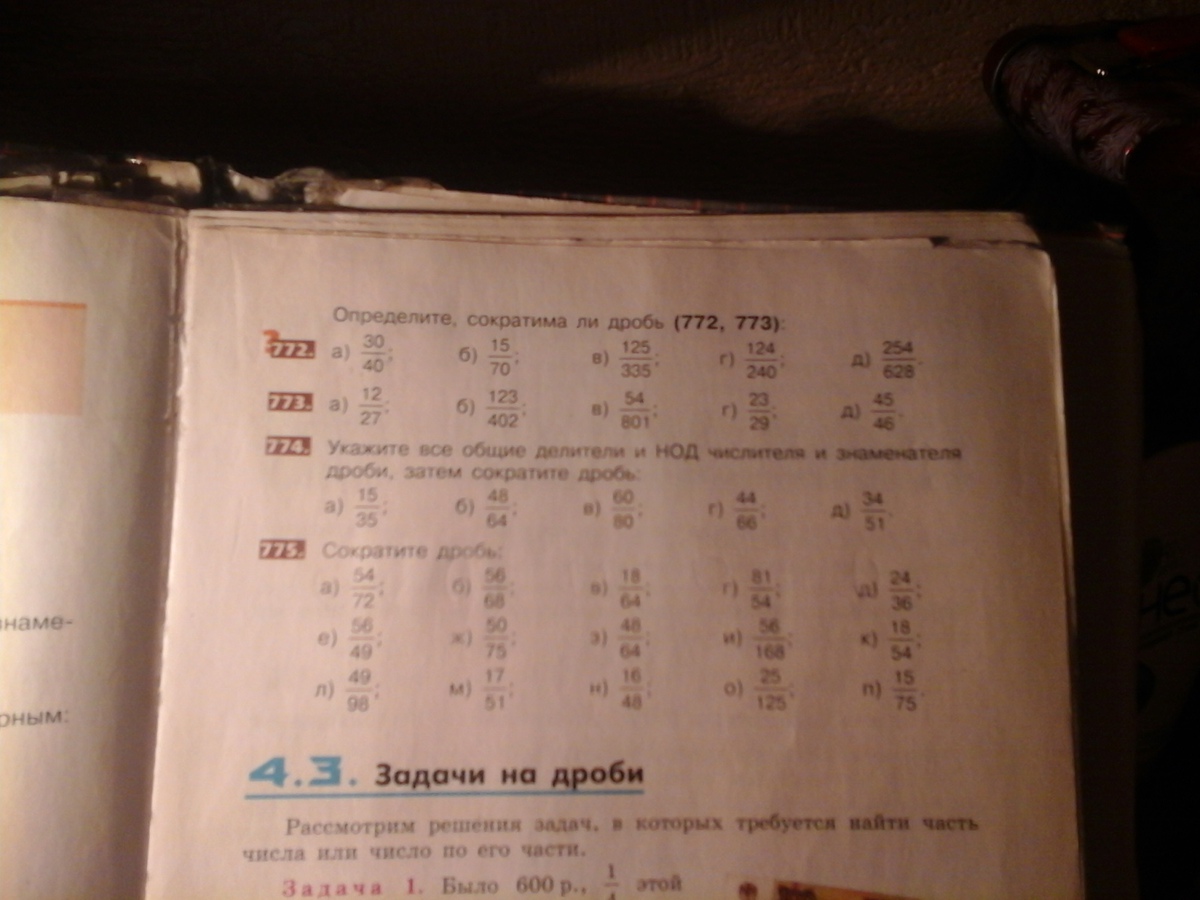 Определите, сократима ли дробь (772, 773):
772. а) 30/40; б) 15/70; в) 125/335; г) 124/240; д) 254/628.
773. а) 12/27; б) 123/402; в) 54/801; г) 23/29; д) 45/46.
774. Укажите все общие делители и НОД числителя и знаменателя
дроби, затем сократите дробь:
а) 15/35; б) 48/64; в) 60/80; г) 44/66; д) 34/51.
775. Сократите дробь:
а) 54/72; б) 56/68; в) 18/64; г) 81/54; д) 24/36;
е) 56/49; ж) 50/75; з) 48/64; и) 56/168; к) 18/54;
л) 49/98; м) 17/51; н) 16/48; о) 25/125; п) 15/75.
знаме-
рным:
4.3. Задачи на дроби
Рассмотрим решения задач, в которых требуется найти часть
числа или число по его части.
Задача 1. Было 600 р., этой